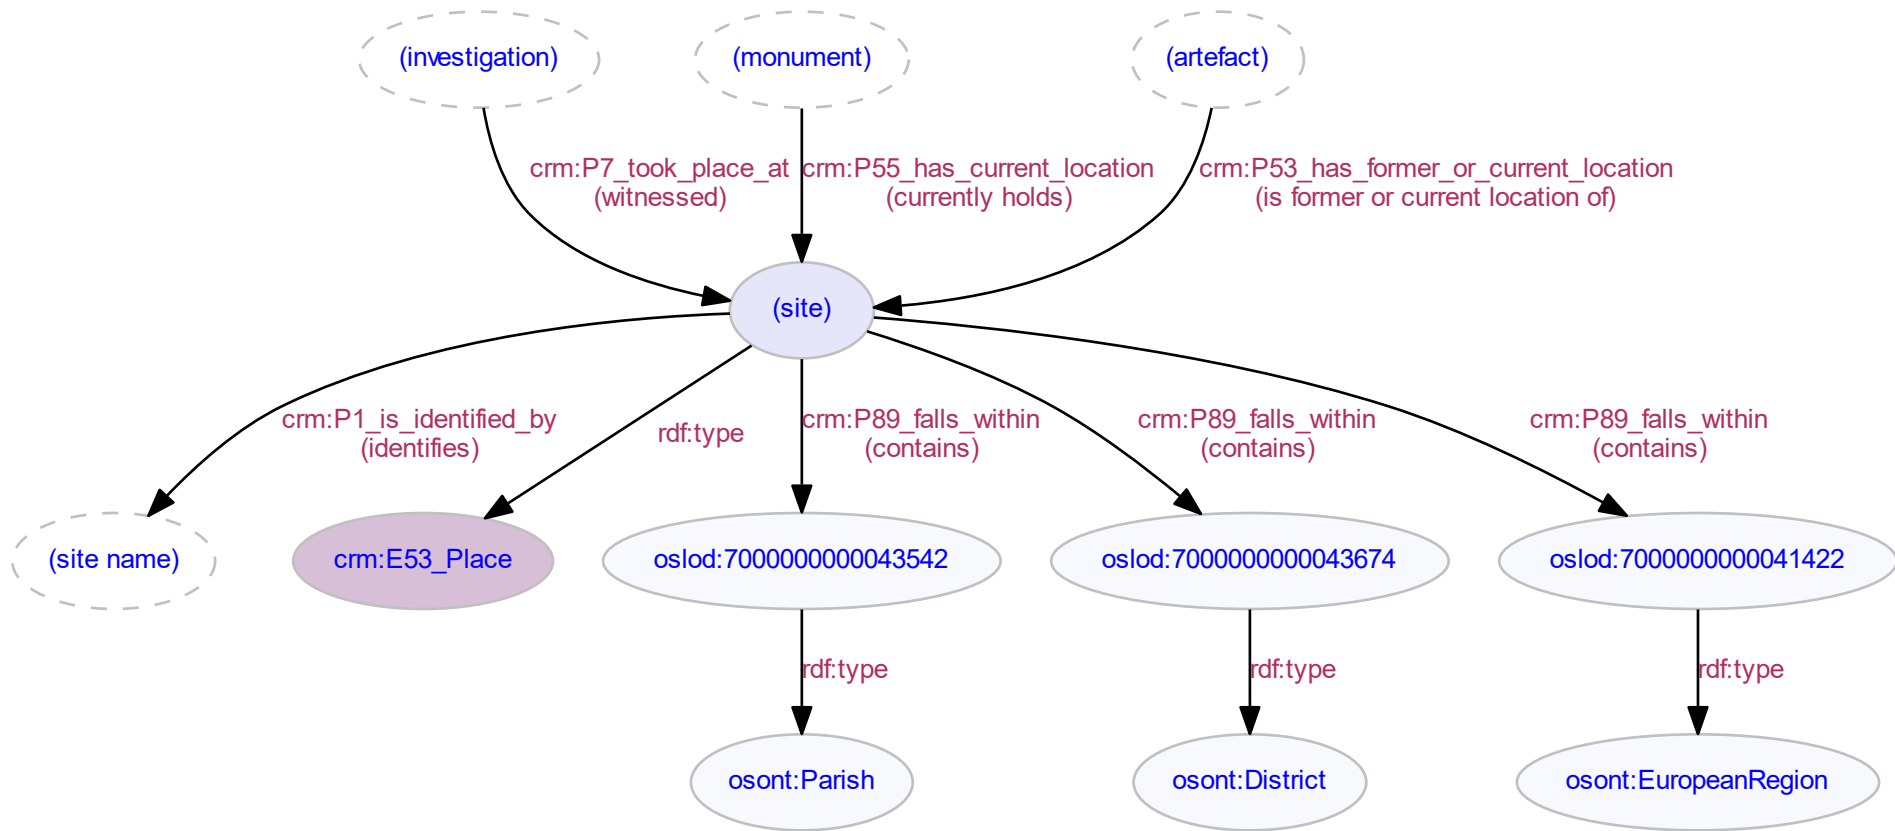 (investigation)
(monument)
(artefact)
crm:P7_took_place_at
(witnessed)
crm:P55_has_current_location
(currently holds)
crm:P53_has_former_or_current_location
(is former or current location of)
(site)
crm:P1_is_identified_by
(identifies)
rdf:type
crm:P89_falls_within
(contains)
crm:P89_falls_within
(contains)
crm:P89_falls_within
(contains)
(site name)
crm:E53_Place
oslod:7000000000043542
oslod:7000000000043674
oslod:7000000000041422
rdf:type
rdf:type
rdf:type
osont:Parish
osont:District
osont:EuropeanRegion